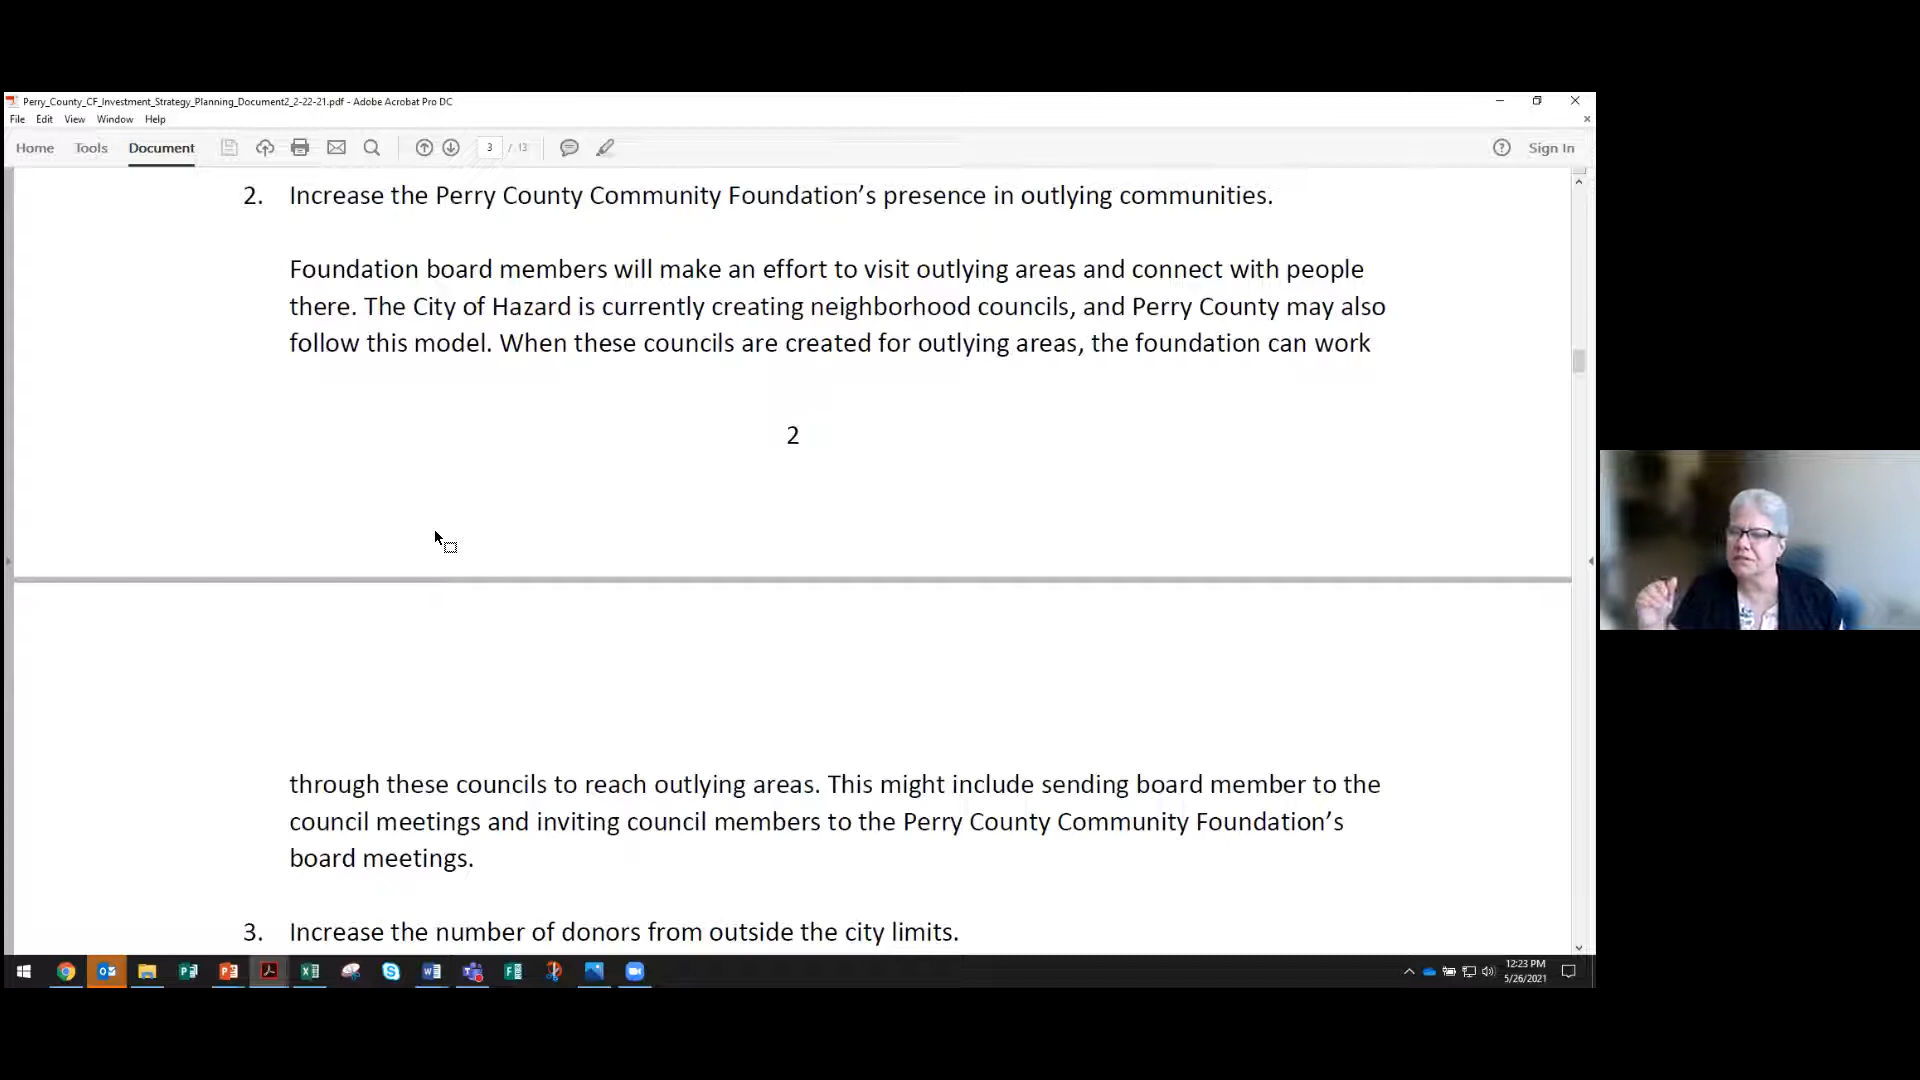 Perry_County_CF_Investment_Strategy_Planning_Document2_2-22-21.pdf - Adobe Acrobat Pro DC
File Edit View Window Help
Home Tools Document 3 / 13 Sign In
2. Increase the Perry County Community Foundation’s presence in outlying communities.
Foundation board members will make an effort to visit outlying areas and connect with people
there. The City of Hazard is currently creating neighborhood councils, and Perry County may also
follow this model. When these councils are created for outlying areas, the foundation can work
2
through these councils to reach outlying areas. This might include sending board member to the
council meetings and inviting council members to the Perry County Community Foundation’s
board meetings.
3. Increase the number of donors from outside the city limits.
12:23 PM
5/26/2021